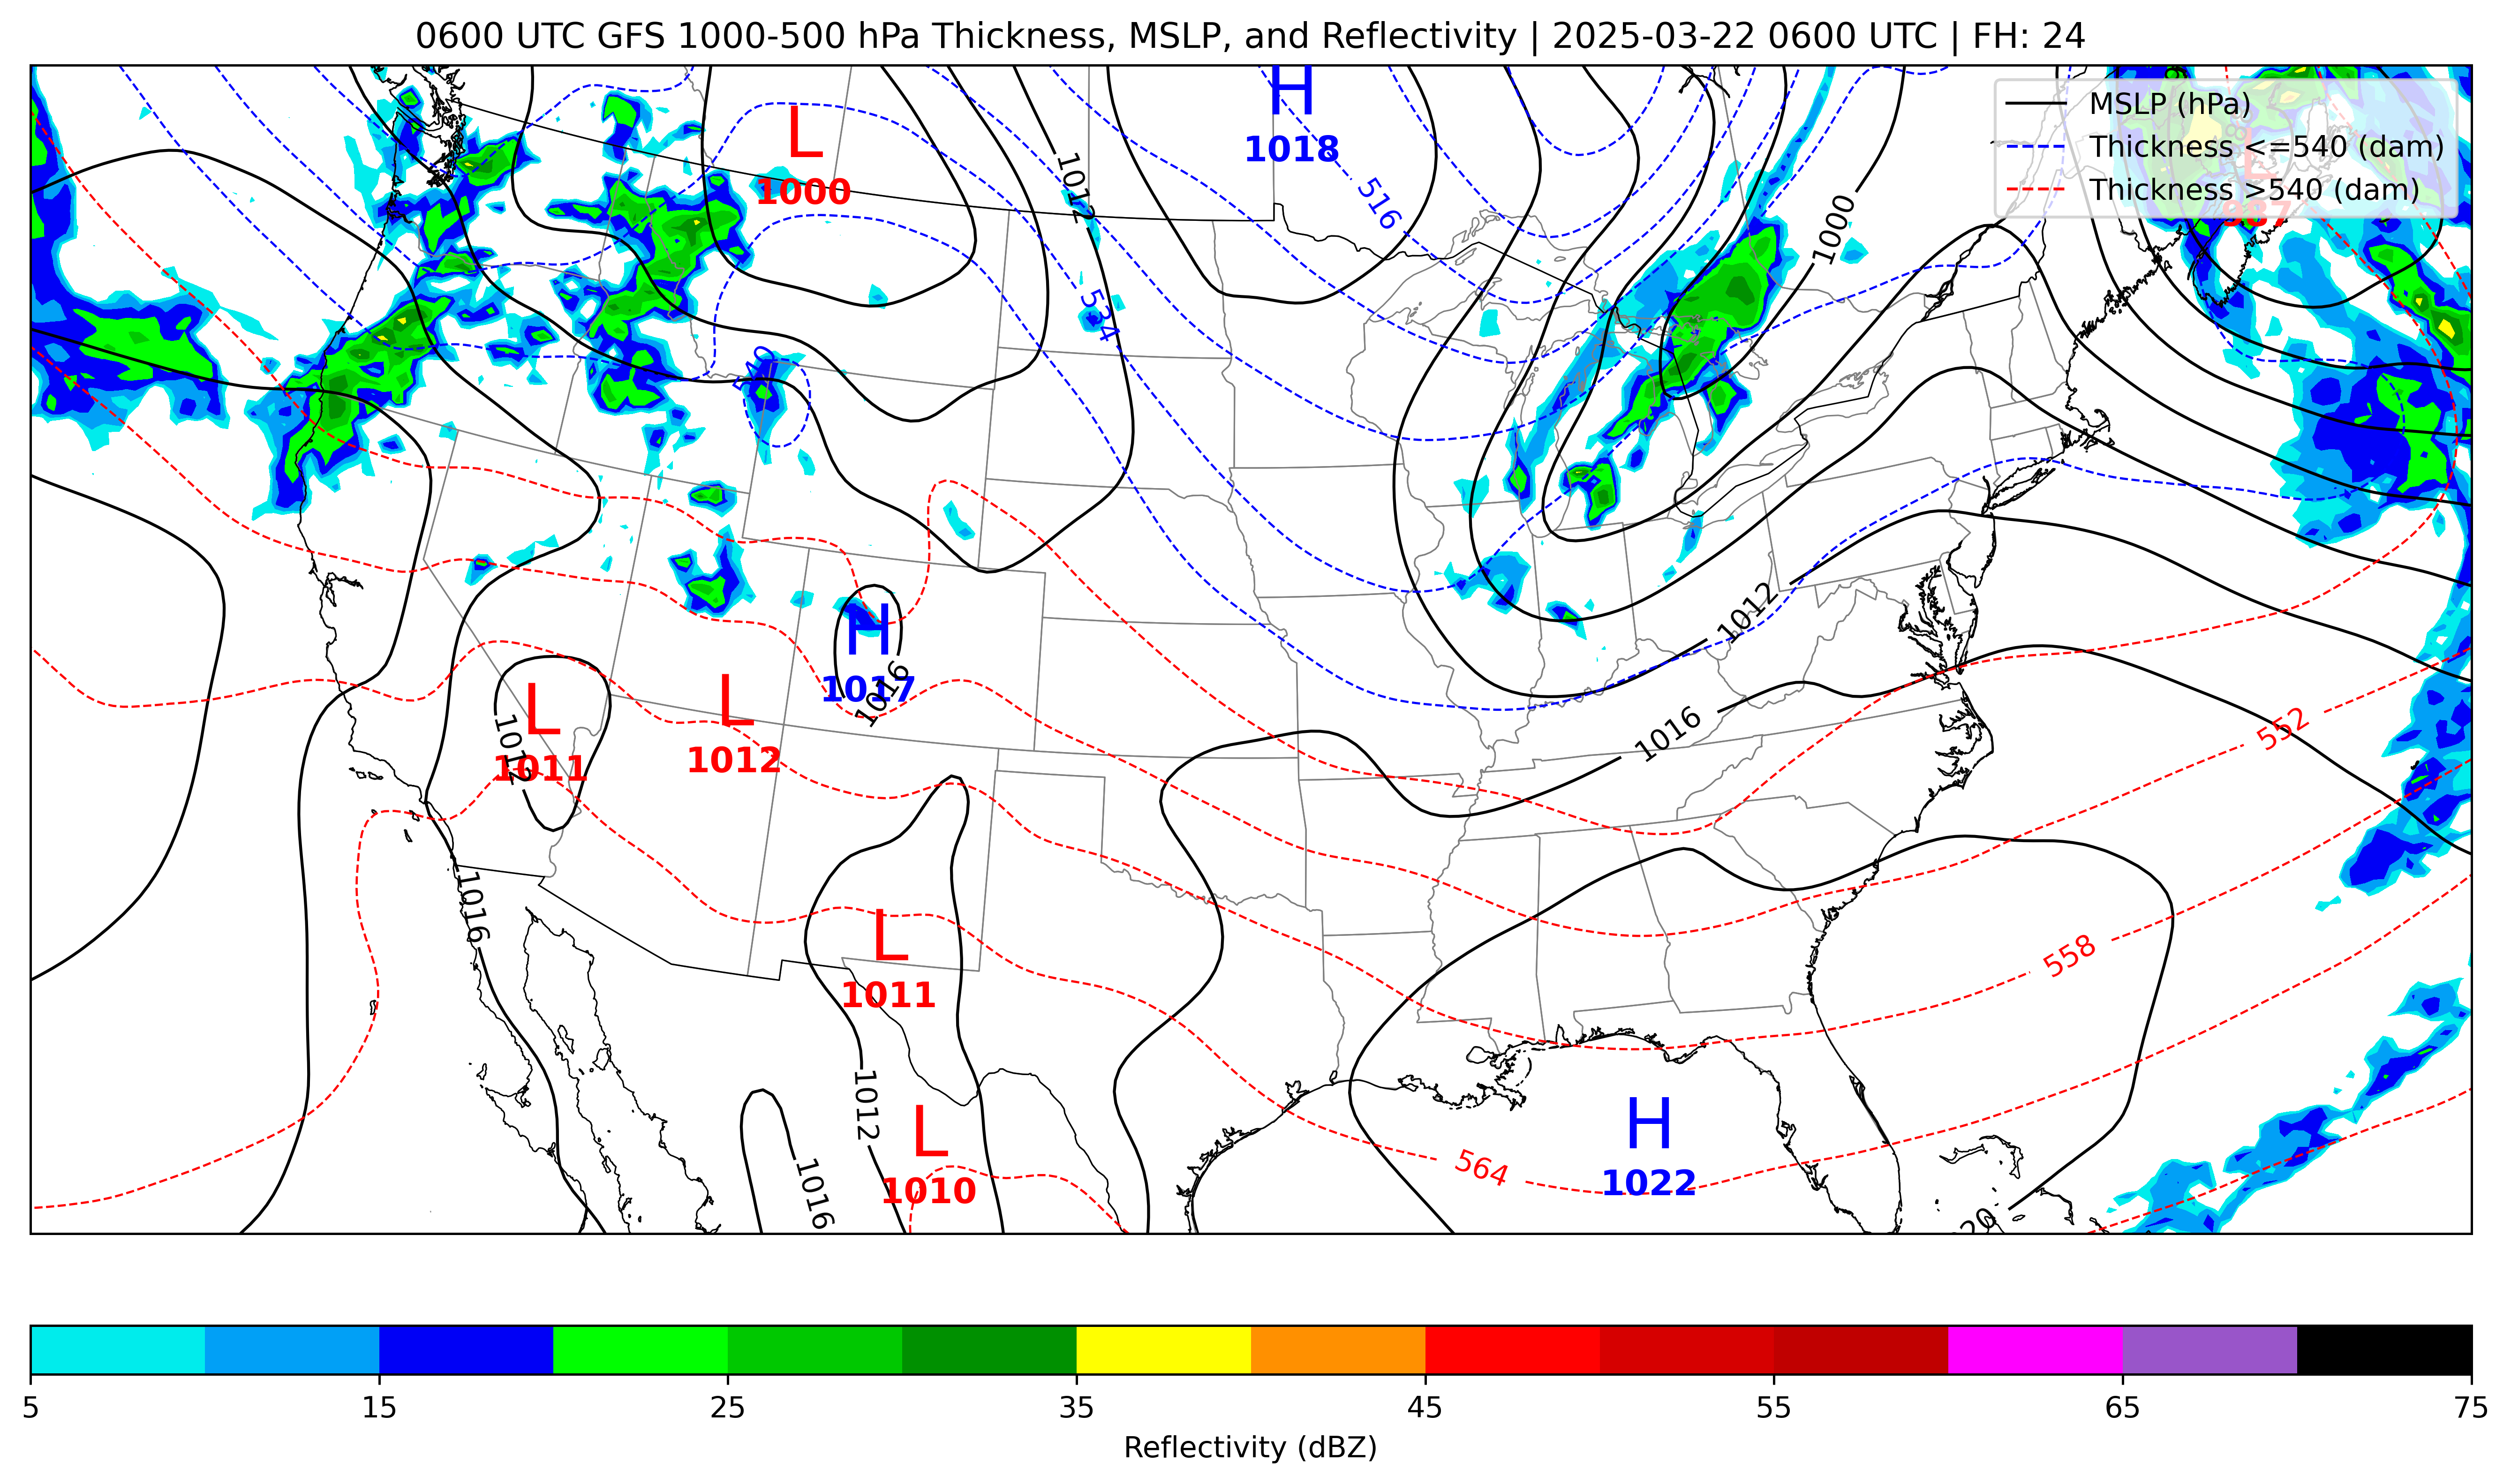 0600 UTC GFS 1000-500 hPa Thickness, MSLP, and Reflectivity | 2025-03-22 0600 UTC | FH: 24
MSLP (hPa)
Thickness <=540 (dam)
Thickness >540 (dam)
H
1018
L
1000
L
987
1012
516
1000
534
540
H
1017
1016
L
1011
1012
L
1012
1012
1016
552
558
1016
L
1011
1012
L
1010
1016
H
1022
564
20
5 15 25 35 45 55 65 75
Reflectivity (dBZ)